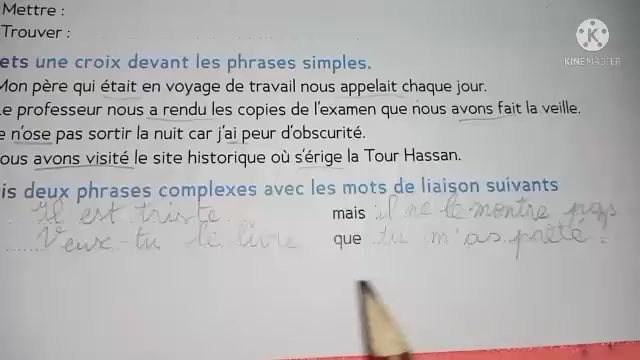 Mettre :
Trouver :
KINEMASTER
ets une croix devant les phrases simples.
Mon père qui était en voyage de travail nous appelait chaque jour.
Le professeur nous a rendu les copies de l'examen que nous avons fait la veille.
e n'ose pas sortir la nuit car j'ai peur d'obscurité.
ous avons visité le site historique où s'érige la Tour Hassan.
is deux phrases complexes avec les mots de liaison suivants
Il est triste mais il ne le montre pas
Veux-tu le livre que tu m'as prêté.